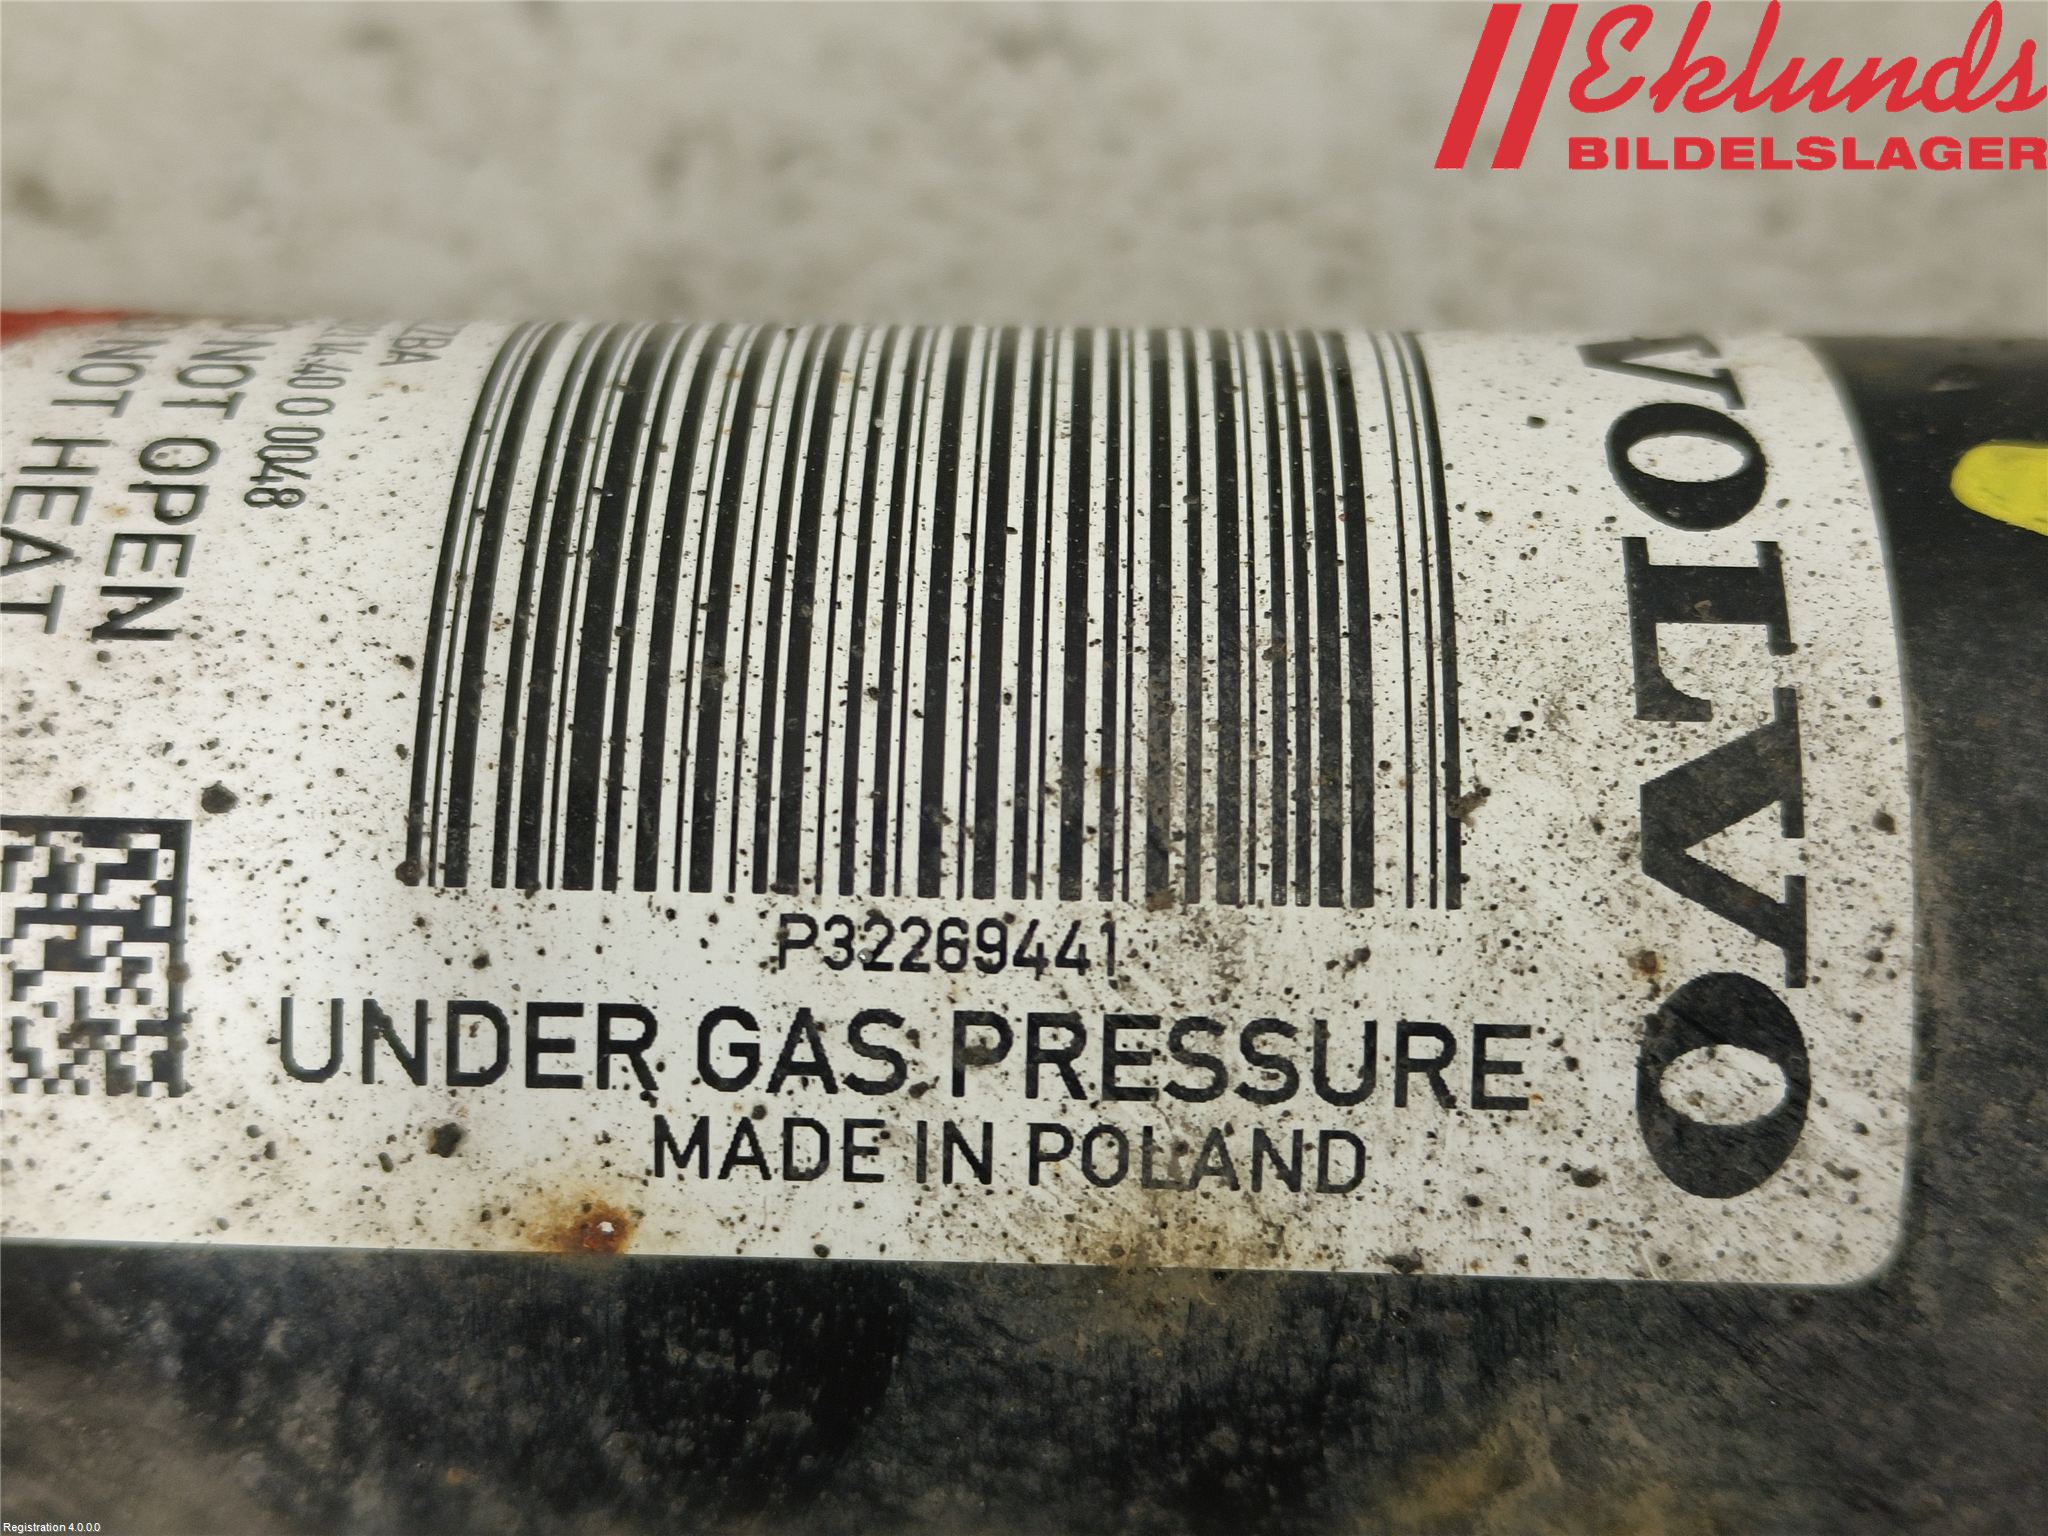 Eklunds
BILDELSLAGER
VOLVO
P32269441
UNDER GAS PRESSURE
MADE IN POLAND
0048
NOT OPEN
NOT HEAT
Registration 4.0.0.0